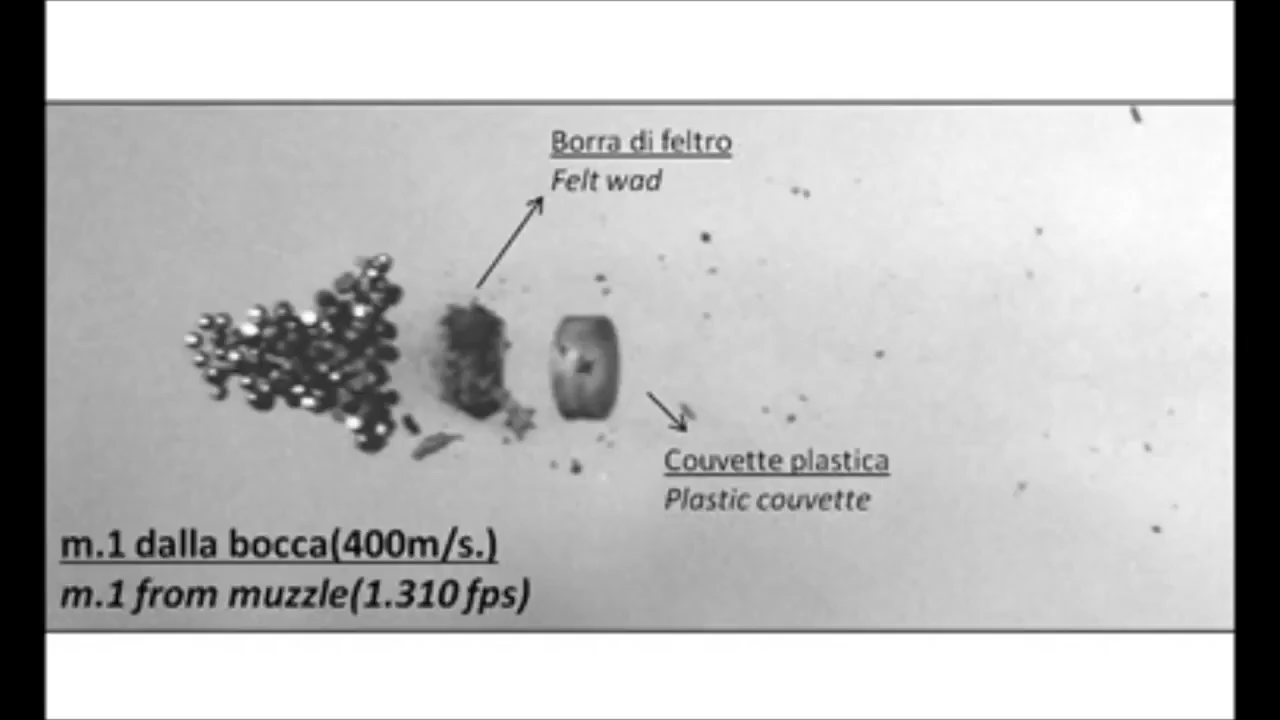 Borra di feltro
Felt wad
Couvette plastica
Plastic couvette
m.1 dalla bocca(400m/s.)
m.1 from muzzle(1.310 fps)